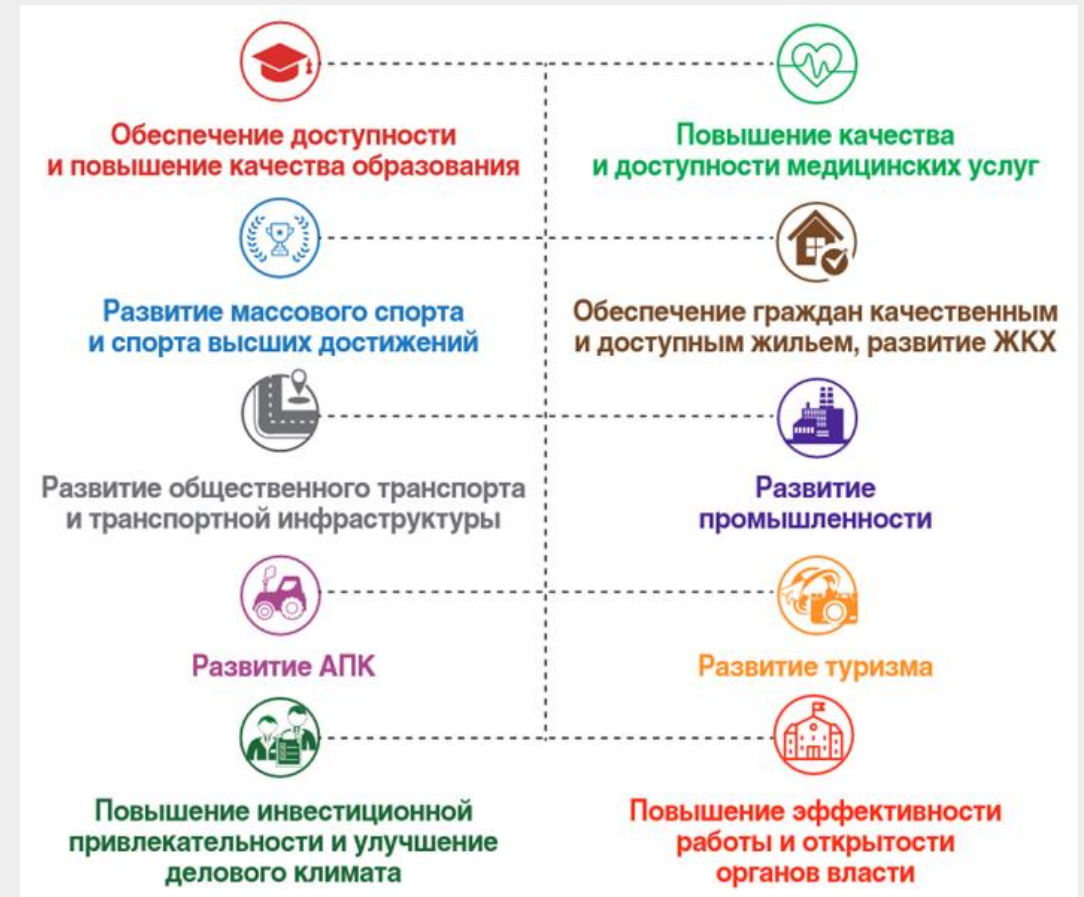 Обеспечение доступности
и повышение качества образования
Повышение качества
и доступности медицинских услуг
Развитие массового спорта
и спорта высших достижений
Обеспечение граждан качественным
и доступным жильем, развитие ЖКХ
Развитие общественного транспорта
и транспортной инфраструктуры
Развитие
промышленности
Развитие АПК
Развитие туризма
Повышение инвестиционной
привлекательности и улучшение
делового климата
Повышение эффективности
работы и открытости
органов власти